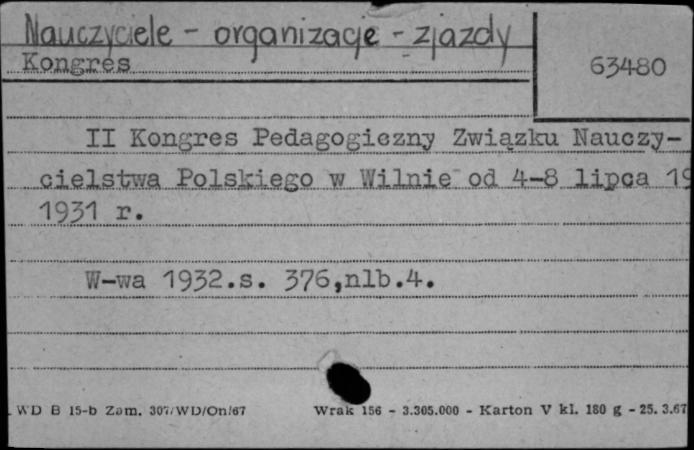 Nauczyciele - organizacje - zjazdy
Kongres
63480
II Kongres Pedagogiczny Związku Nauczy-
cielstwa Polskiego w Wilnie od 4-8 lipca 19
1931 r.
W-wa 1932.s. 376,nlb.4.
WD B 15-b Zam. 307/WD/On/67
Wrak 156 - 3.305.000 - Karton V kl. 180 g - 25. 3.67